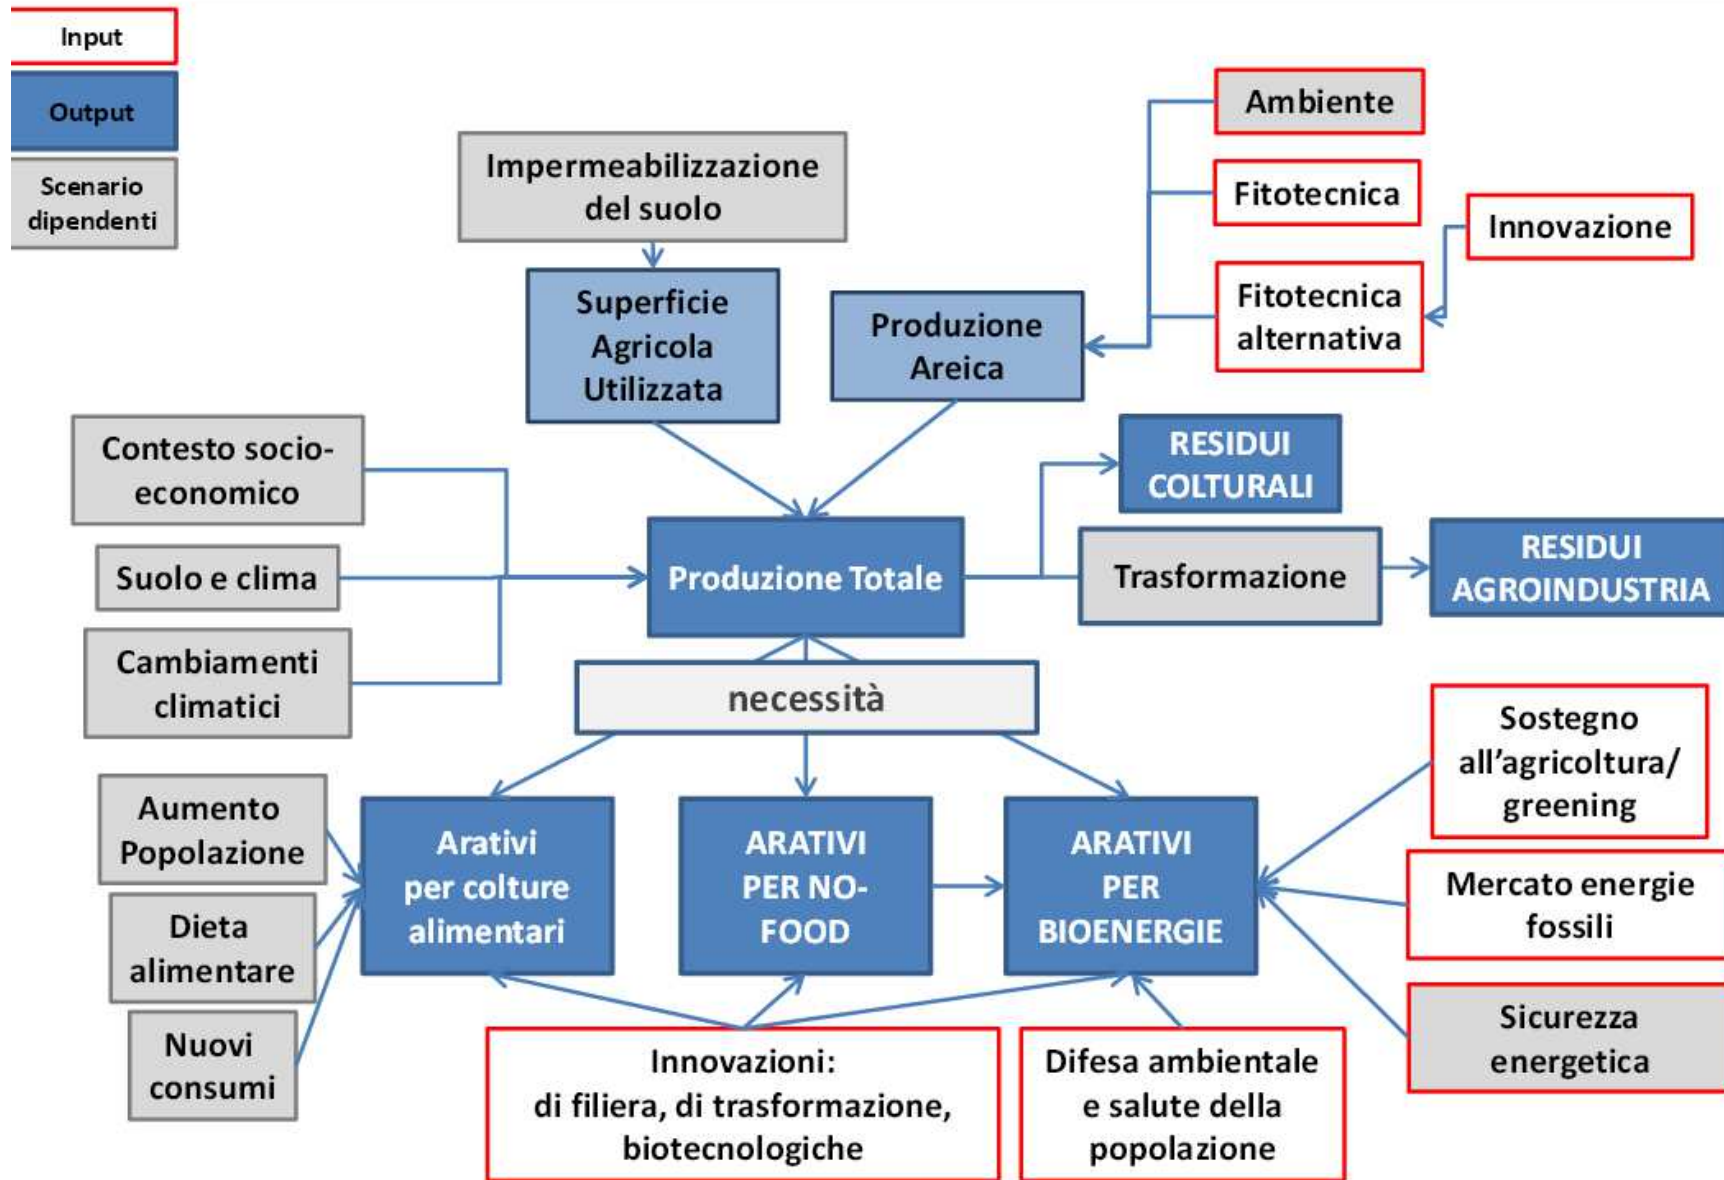 Input
Output
Scenario
dipendenti
Impermeabilizzazione
del suolo
Ambiente
Fitotecnica
Innovazione
Fitotecnica
alternativa
Superficie
Agricola
Utilizzata
Produzione
Areica
Contesto socio-
economico
Suolo e clima
Cambiamenti
climatici
Produzione Totale
RESIDUI
COLTURALI
Trasformazione
RESIDUI
AGROINDUSTRIA
necessità
Aumento
Popolazione
Dieta
alimentare
Nuovi
consumi
Arativi
per colture
alimentari
ARATIVI
PER NO-
FOOD
ARATIVI
PER
BIOENERGIE
Sostegno
all’agricoltura/
greening
Mercato energie
fossili
Sicurezza
energetica
Innovazioni:
di filiera, di trasformazione,
biotecnologiche
Difesa ambientale
e salute della
popolazione